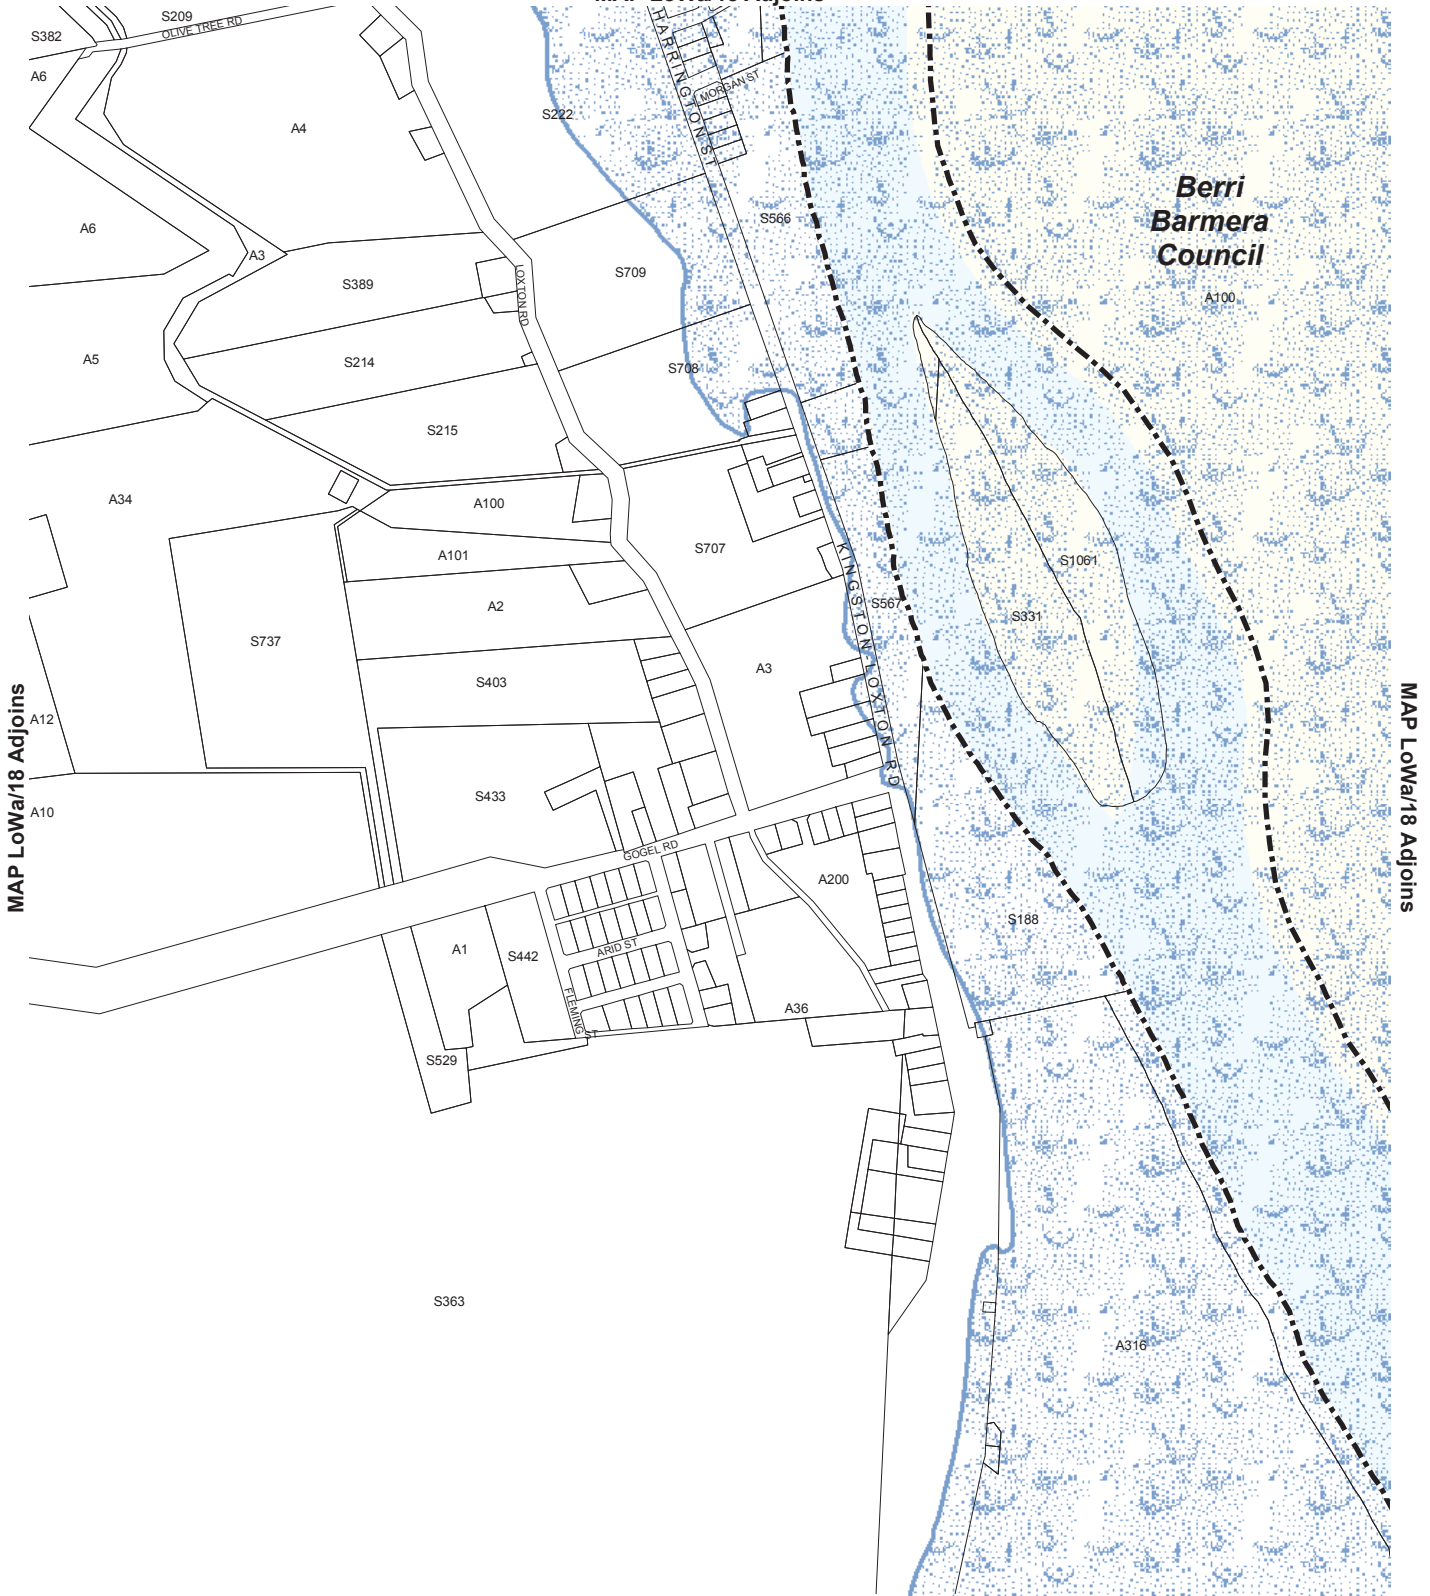 S209
S382
OLIVE TREE RD
A6
A4
S222
HARRINGTON ST
MORGAN ST
Berri
Barmera
Council
A100
A6
A3
S566
S389
LOXTON RD
S709
A5
S214
S708
S215
A34
A100
A101
S707
KINGSTON-LOXTON RD
S1061
A2
S567
S331
S737
S403
A3
A12
MAP LoWa/18 Adjoins
MAP LoWa/18 Adjoins
A10
S433
GOGEL RD
A200
S188
A1
S442
ARID ST
FLEMING ST
A36
S529
S363
A316